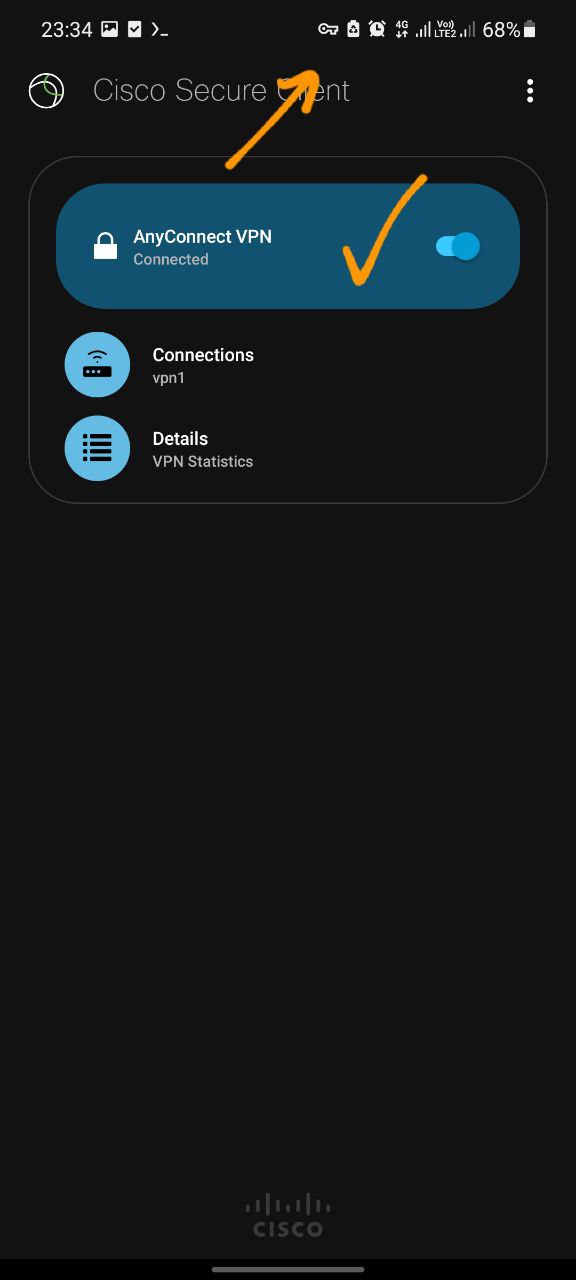 23:34 4G Vo)) LTE2 68%
Cisco Secure Client
AnyConnect VPN
Connected
Connections
vpn1
Details
VPN Statistics
CISCO